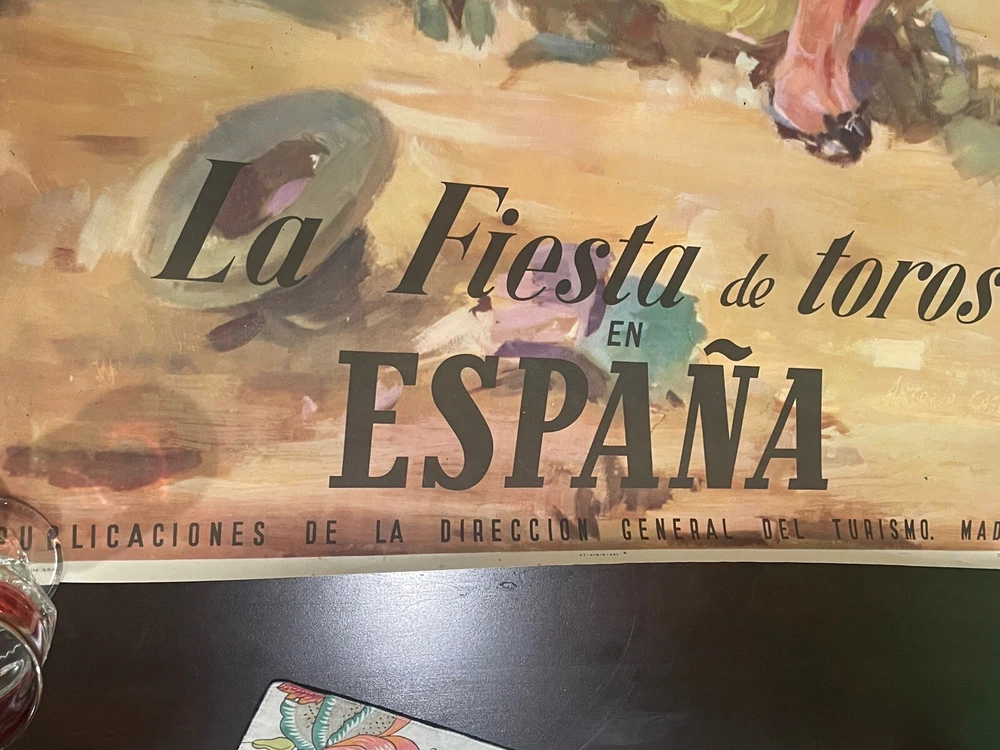 La Fiesta de toros
EN
ESPAÑA
PUBLICACIONES DE LA DIRECCION GENERAL DEL TURISMO. MAD